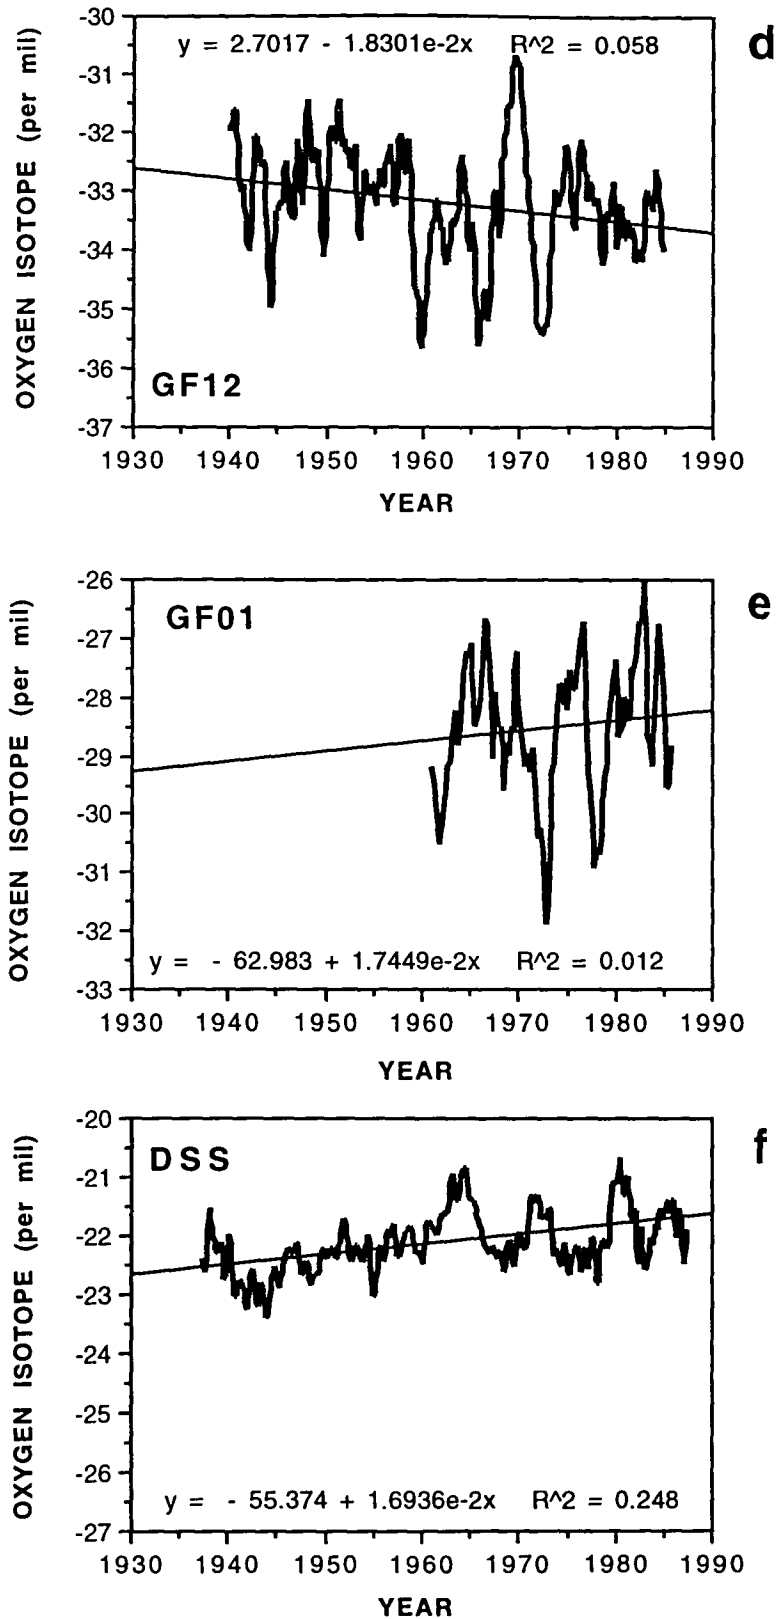 d
OXYGEN ISOTOPE (per mil)
-30
-31
-32
-33
-34
-35
-36
-37
y = 2.7017 - 1.8301e-2x R^2 = 0.058
GF12
1930 1940 1950 1960 1970 1980 1990
YEAR
e
OXYGEN ISOTOPE (per mil)
-26
-27
-28
-29
-30
-31
-32
-33
GF01
y = - 62.983 + 1.7449e-2x R^2 = 0.012
1930 1940 1950 1960 1970 1980 1990
YEAR
f
OXYGEN ISOTOPE (per mil)
-20
-21
-22
-23
-24
-25
-26
-27
DSS
y = - 55.374 + 1.6936e-2x R^2 = 0.248
1930 1940 1950 1960 1970 1980 1990
YEAR